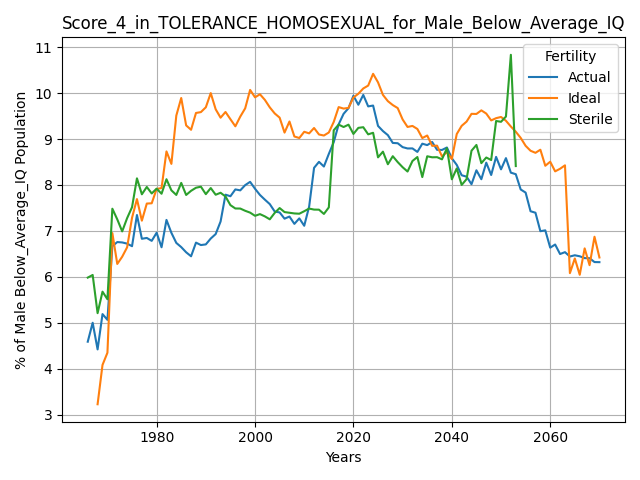 Score_4_in_TOLERANCE_HOMOSEXUAL_for_Male_Below_Average_IQ
% of Male Below_Average_IQ Population
11
10
9
8
7
6
5
4
3
Fertility
Actual
Ideal
Sterile
1980 2000 2020 2040 2060
Years